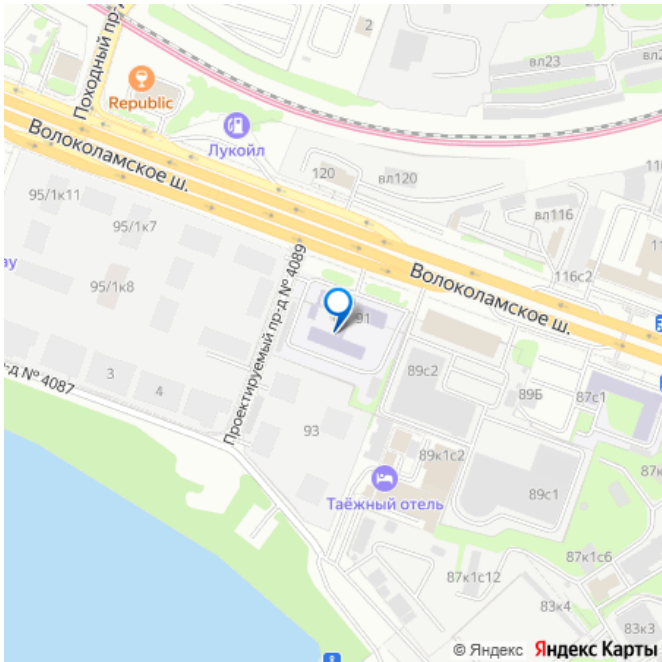 2
вл23
Походный пр-
Republic
Лукойл
Волоколамское ш.
120
вл120
вл116
95/1к11
95/1к7
116с2
ау
95/1к8
Проектируемый пр-д № 4089
Волоколамское ш.
91
89с2
89Б
87с1
-д № 4087
3
4
93
89к1с2
Таёжный отель
89с1
87к1с6
87к1с12
83к4
83к3
© Яндекс Яндекс Карты